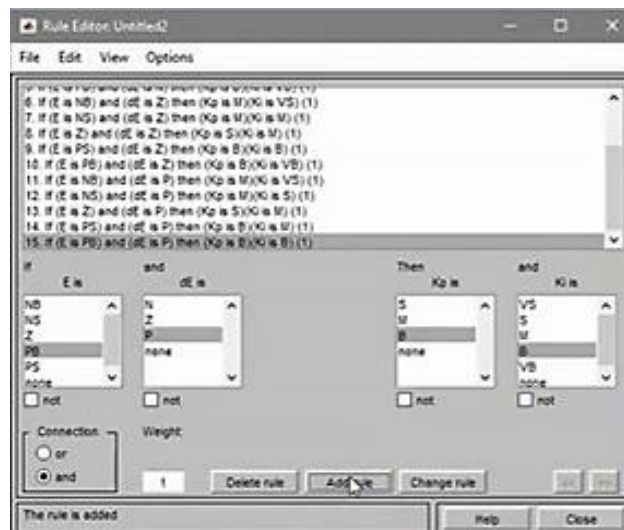 Rule Editor: Untitled2
File Edit View Options
6. If (E is NB) and (dE is Z) then (Kp is M)(Ki is VS) (1)
7. If (E is NS) and (dE is Z) then (Kp is M)(Ki is M) (1)
8. If (E is Z) and (dE is Z) then (Kp is S)(Ki is M) (1)
9. If (E is PS) and (dE is Z) then (Kp is B)(Ki is B) (1)
10. If (E is PB) and (dE is Z) then (Kp is B)(Ki is VB) (1)
11. If (E is NB) and (dE is P) then (Kp is M)(Ki is VS) (1)
12. If (E is NS) and (dE is P) then (Kp is M)(Ki is S) (1)
13. If (E is Z) and (dE is P) then (Kp is S)(Ki is M) (1)
14. If (E is PS) and (dE is P) then (Kp is B)(Ki is M) (1)
15. If (E is PB) and (dE is P) then (Kp is B)(Ki is B) (1)
If and Then and
E is dE is Kp is Ki is
NB N S VS
NS Z M S
Z P B M
PB none none B
PS VB
none none
not not not not
Connection Weight:
or
and 1 Delete rule Add rule Change rule << >>
The rule is added Help Close